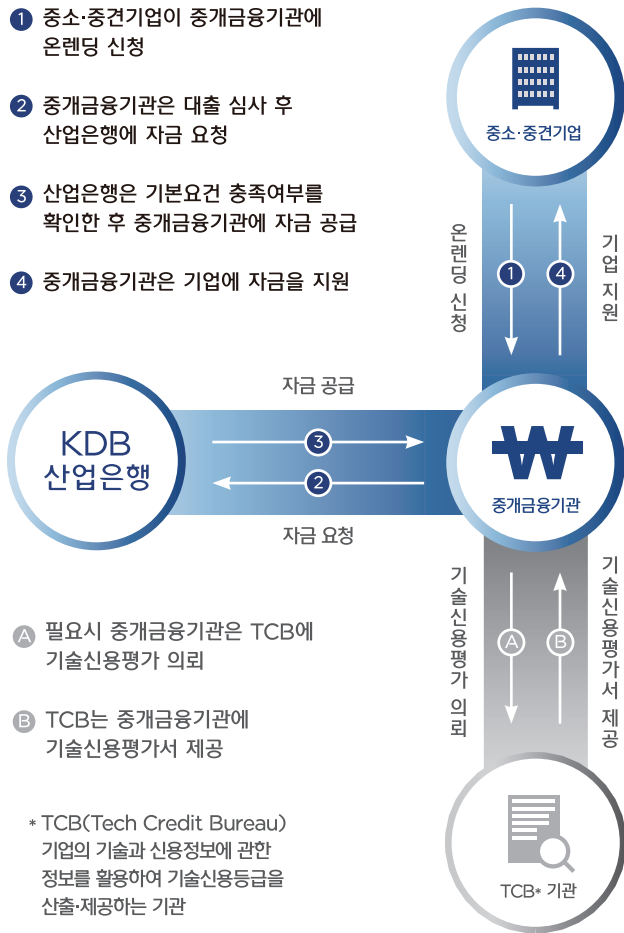 1 중소·중견기업이 중개금융기관에
온렌딩 신청
2 중개금융기관은 대출 심사 후
산업은행에 자금 요청
3 산업은행은 기본요건 충족여부를
확인한 후 중개금융기관에 자금 공급
4 중개금융기관은 기업에 자금을 지원
중소·중견기업
온렌딩 신청
1
4
기업 지원
자금 공급
KDB
산업은행
3
2
자금 요청
₩
중개금융기관
기술신용평가 의뢰
A
B
기술신용평가서 제공
A 필요시 중개금융기관은 TCB에
기술신용평가 의뢰
B TCB는 중개금융기관에
기술신용평가서 제공
* TCB(Tech Credit Bureau)
기업의 기술과 신용정보에 관한
정보를 활용하여 기술신용등급을
산출·제공하는 기관
TCB* 기관